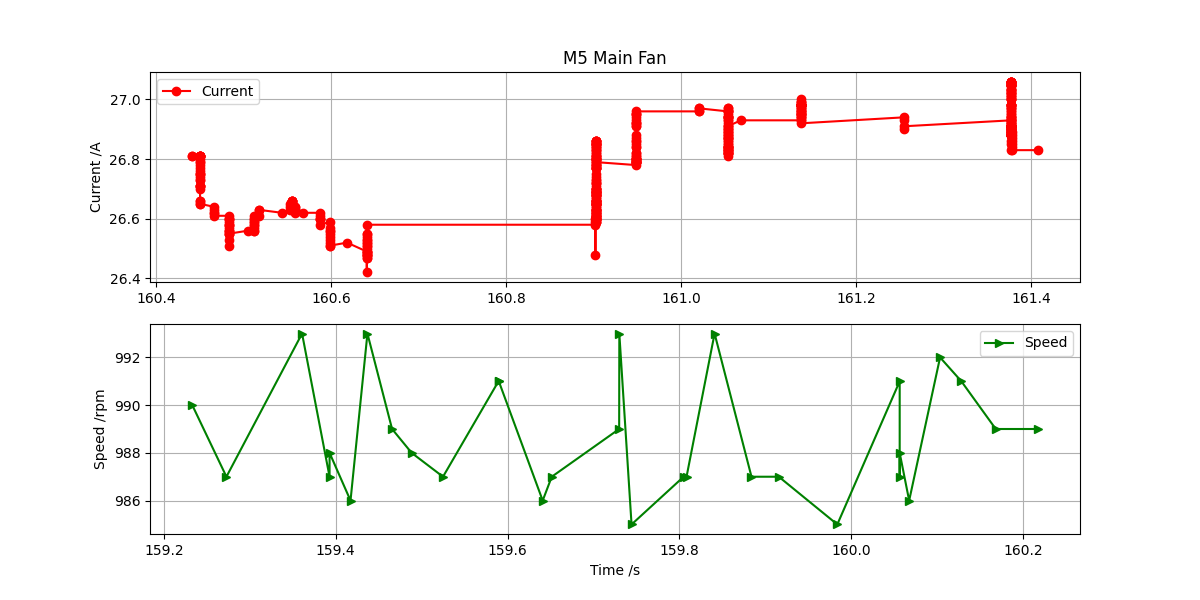 M5 Main Fan
Current
27.0
26.8
26.6
26.4
Current /A
160.4 160.6 160.8 161.0 161.2 161.4
Speed
992
990
988
986
Speed /rpm
159.2 159.4 159.6 159.8 160.0 160.2
Time /s